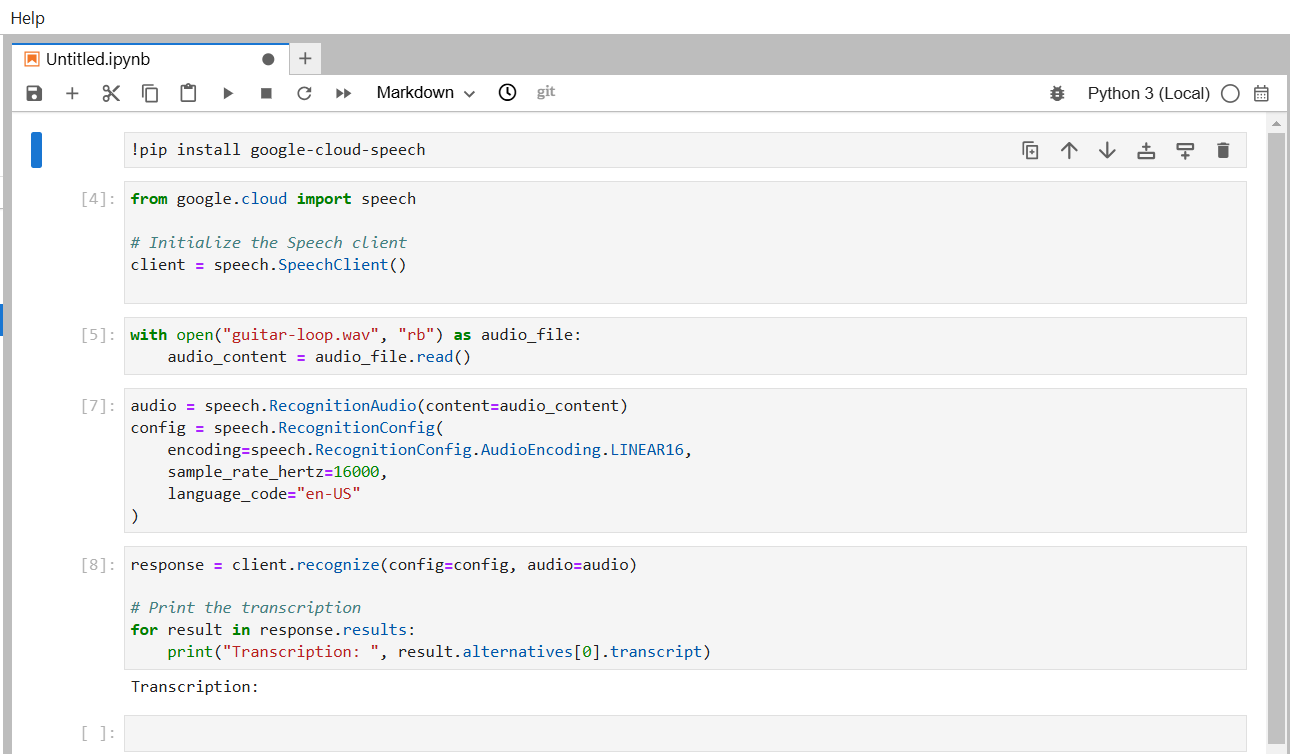 Help
Untitled.ipynb
Markdown
git
Python 3 (Local)
!pip install google-cloud-speech
[4]:
from google.cloud import speech
# Initialize the Speech client
client = speech.SpeechClient()
[5]:
with open("guitar-loop.wav", "rb") as audio_file:
    audio_content = audio_file.read()
[7]:
audio = speech.RecognitionAudio(content=audio_content)
config = speech.RecognitionConfig(
    encoding=speech.RecognitionConfig.AudioEncoding.LINEAR16,
    sample_rate_hertz=16000,
    language_code="en-US"
)
[8]:
response = client.recognize(config=config, audio=audio)
# Print the transcription
for result in response.results:
    print("Transcription: ", result.alternatives[0].transcript)
Transcription:
[ ]: